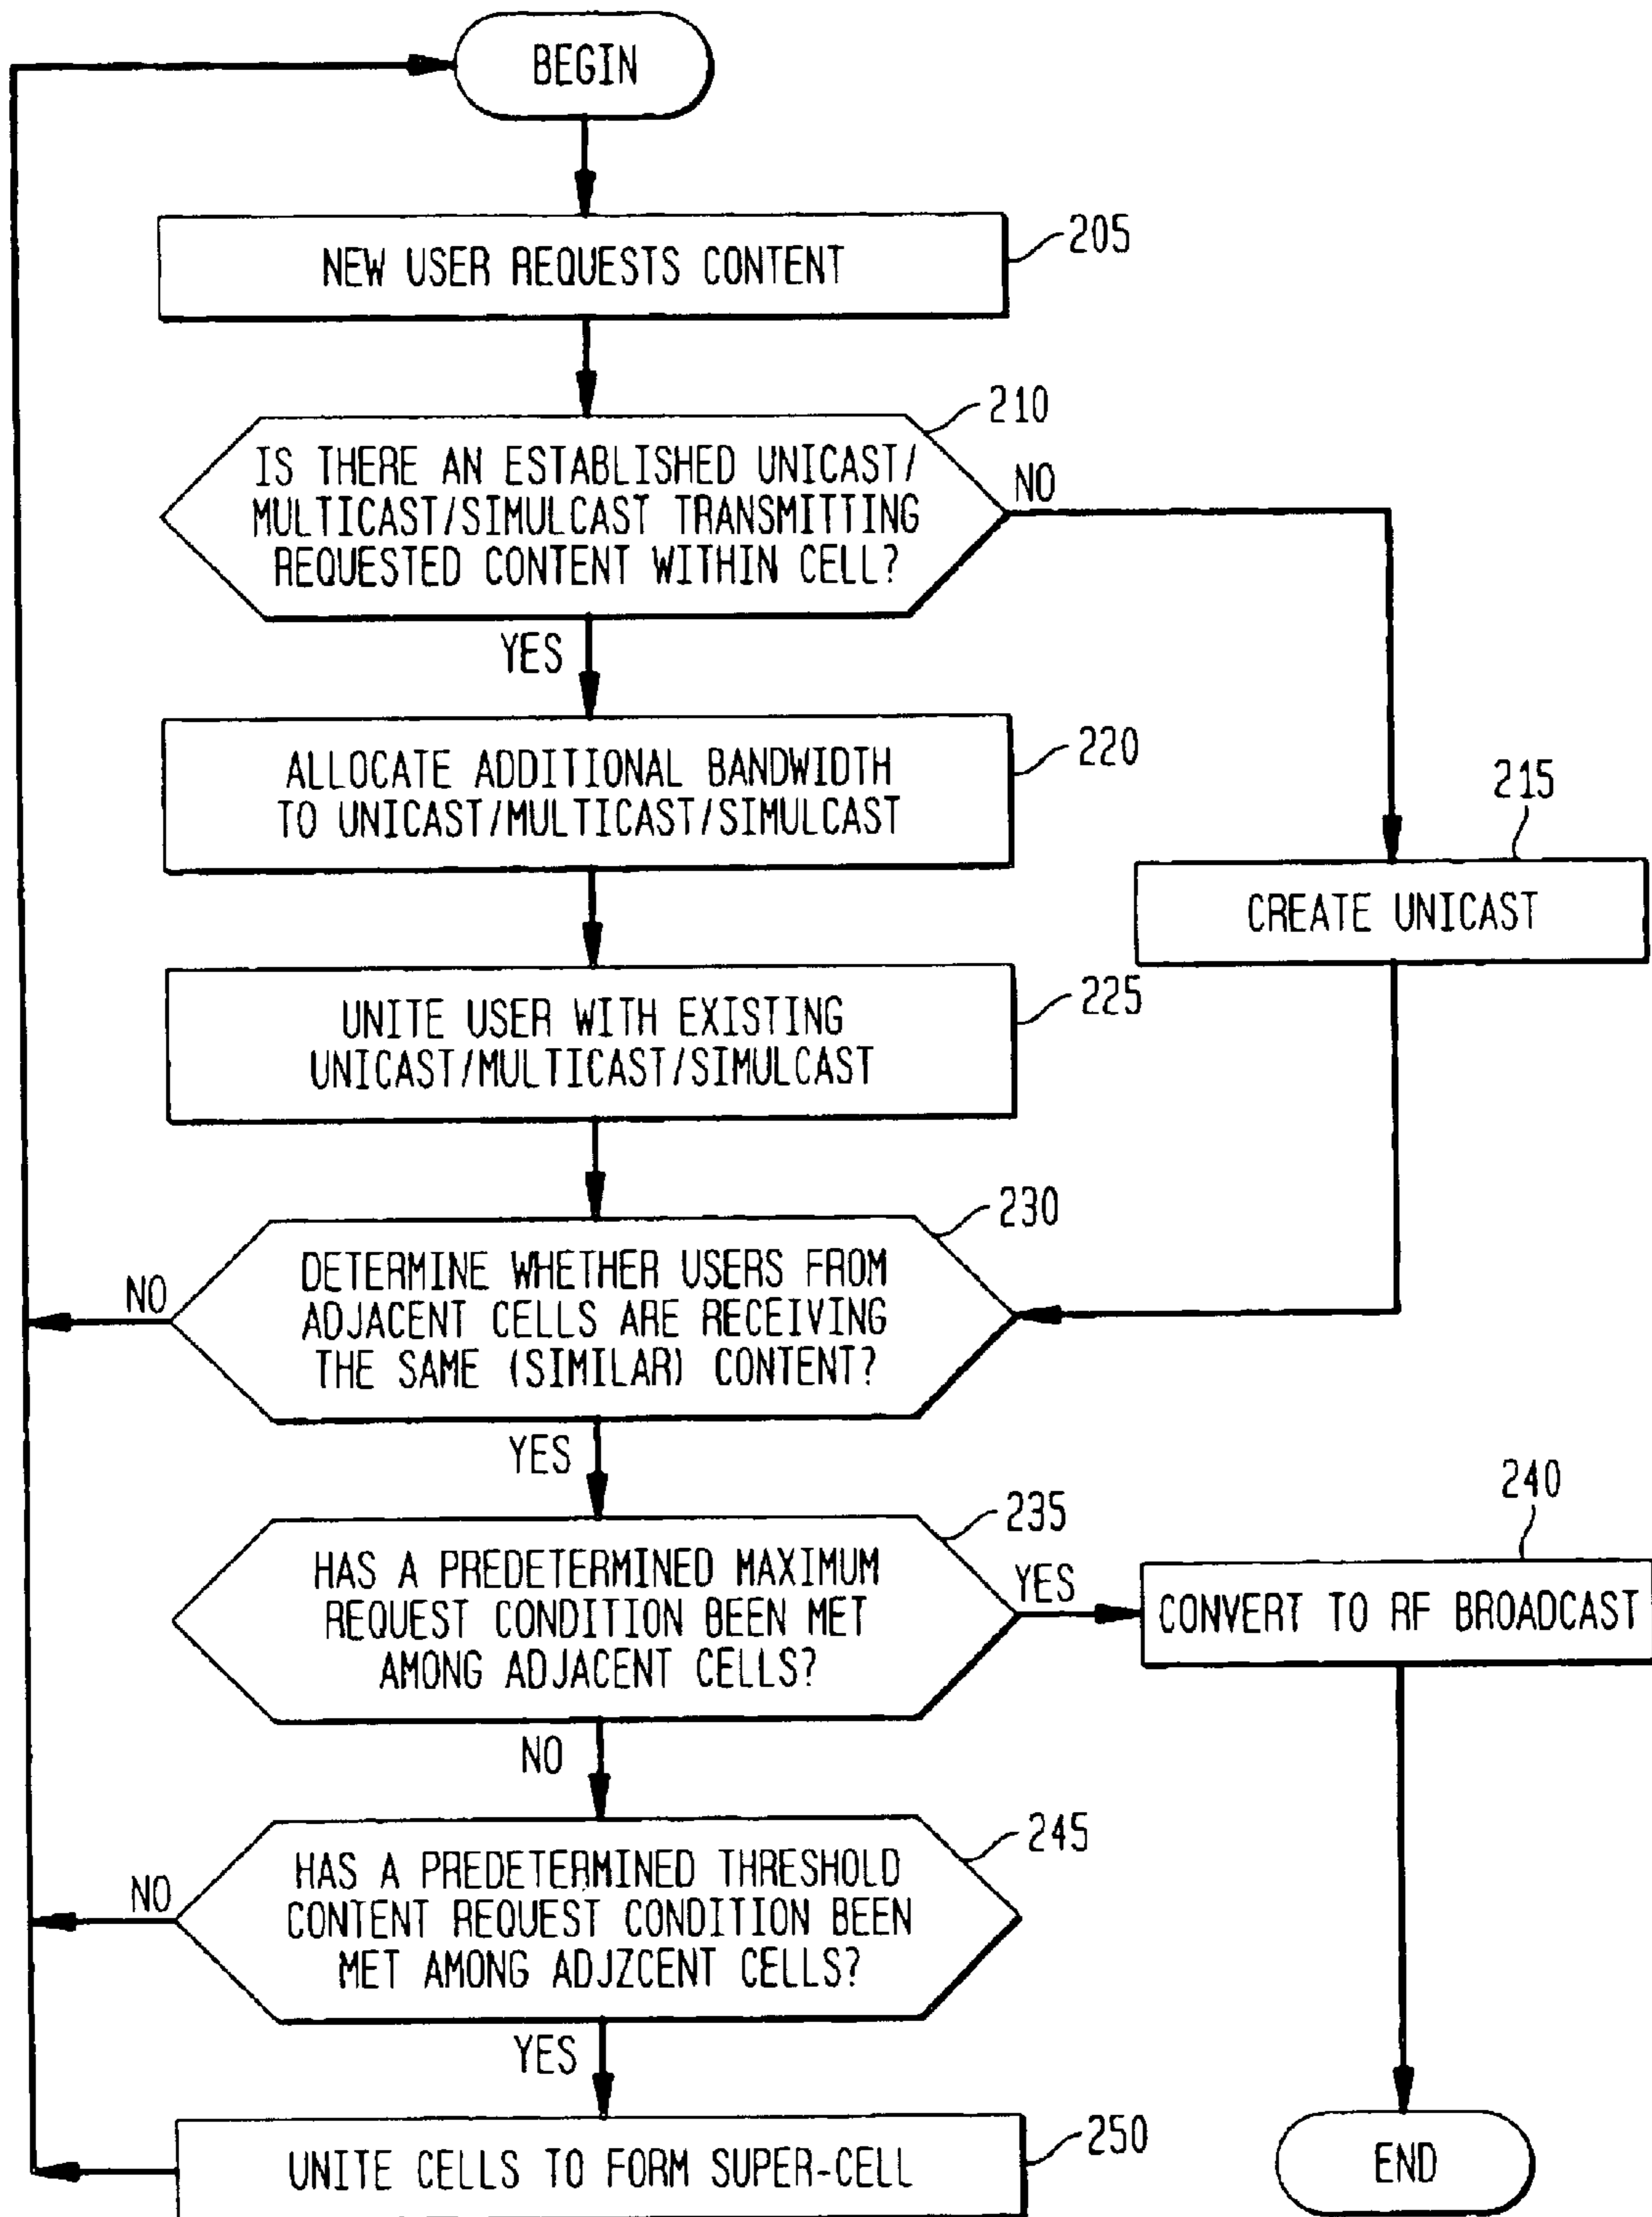 BEGIN
NEW USER REQUESTS CONTENT
205
IS THERE AN ESTABLISHED UNICAST/
MULTICAST/SIMULCAST TRANSMITTING
REQUESTED CONTENT WITHIN CELL?
210
NO
YES
ALLOCATE ADDITIONAL BANDWIDTH
TO UNICAST/MULTICAST/SIMULCAST
220
215
CREATE UNICAST
UNITE USER WITH EXISTING
UNICAST/MULTICAST/SIMULCAST
225
230
DETERMINE WHETHER USERS FROM
ADJACENT CELLS ARE RECEIVING
THE SAME (SIMILAR) CONTENT?
NO
YES
235
HAS A PREDETERMINED MAXIMUM
REQUEST CONDITION BEEN MET
AMONG ADJACENT CELLS?
YES
240
CONVERT TO RF BROADCAST
NO
245
HAS A PREDETERMINED THRESHOLD
CONTENT REQUEST CONDITION BEEN
MET AMONG ADJZCENT CELLS?
NO
YES
UNITE CELLS TO FORM SUPER-CELL
250
END